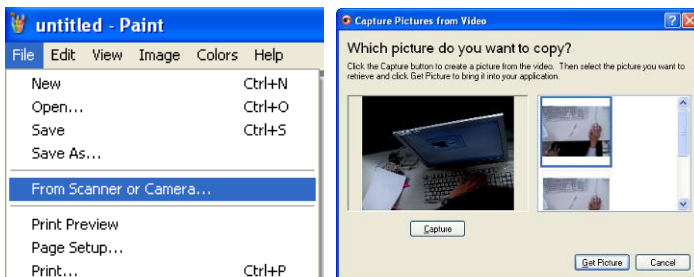 untitled - Paint
File Edit View Image Colors Help
New Ctrl+N
Open... Ctrl+O
Save Ctrl+S
Save As...
From Scanner or Camera...
Print Preview
Page Setup...
Print... Ctrl+P
Capture Pictures from Video
Which picture do you want to copy?
Click the Capture button to create a picture from the video. Then select the picture you want to
retrieve and click Get Picture to bring it into your application.
Capture
Get Picture Cancel